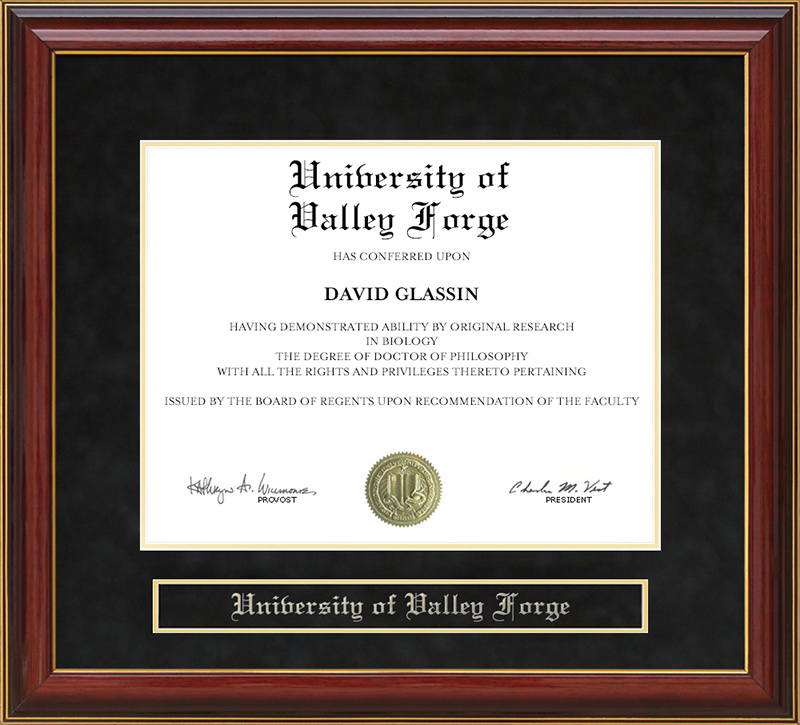 University of
Valley Forge
HAS CONFERRED UPON
DAVID GLASSIN
HAVING DEMONSTRATED ABILITY BY ORIGINAL RESEARCH
IN BIOLOGY
THE DEGREE OF DOCTOR OF PHILOSOPHY
WITH ALL THE RIGHTS AND PRIVILEGES THERETO PERTAINING
ISSUED BY THE BOARD OF REGENTS UPON RECOMMENDATION OF THE FACULTY
Charles M. Vest
PROVOST
PRESIDENT
University of Valley Forge